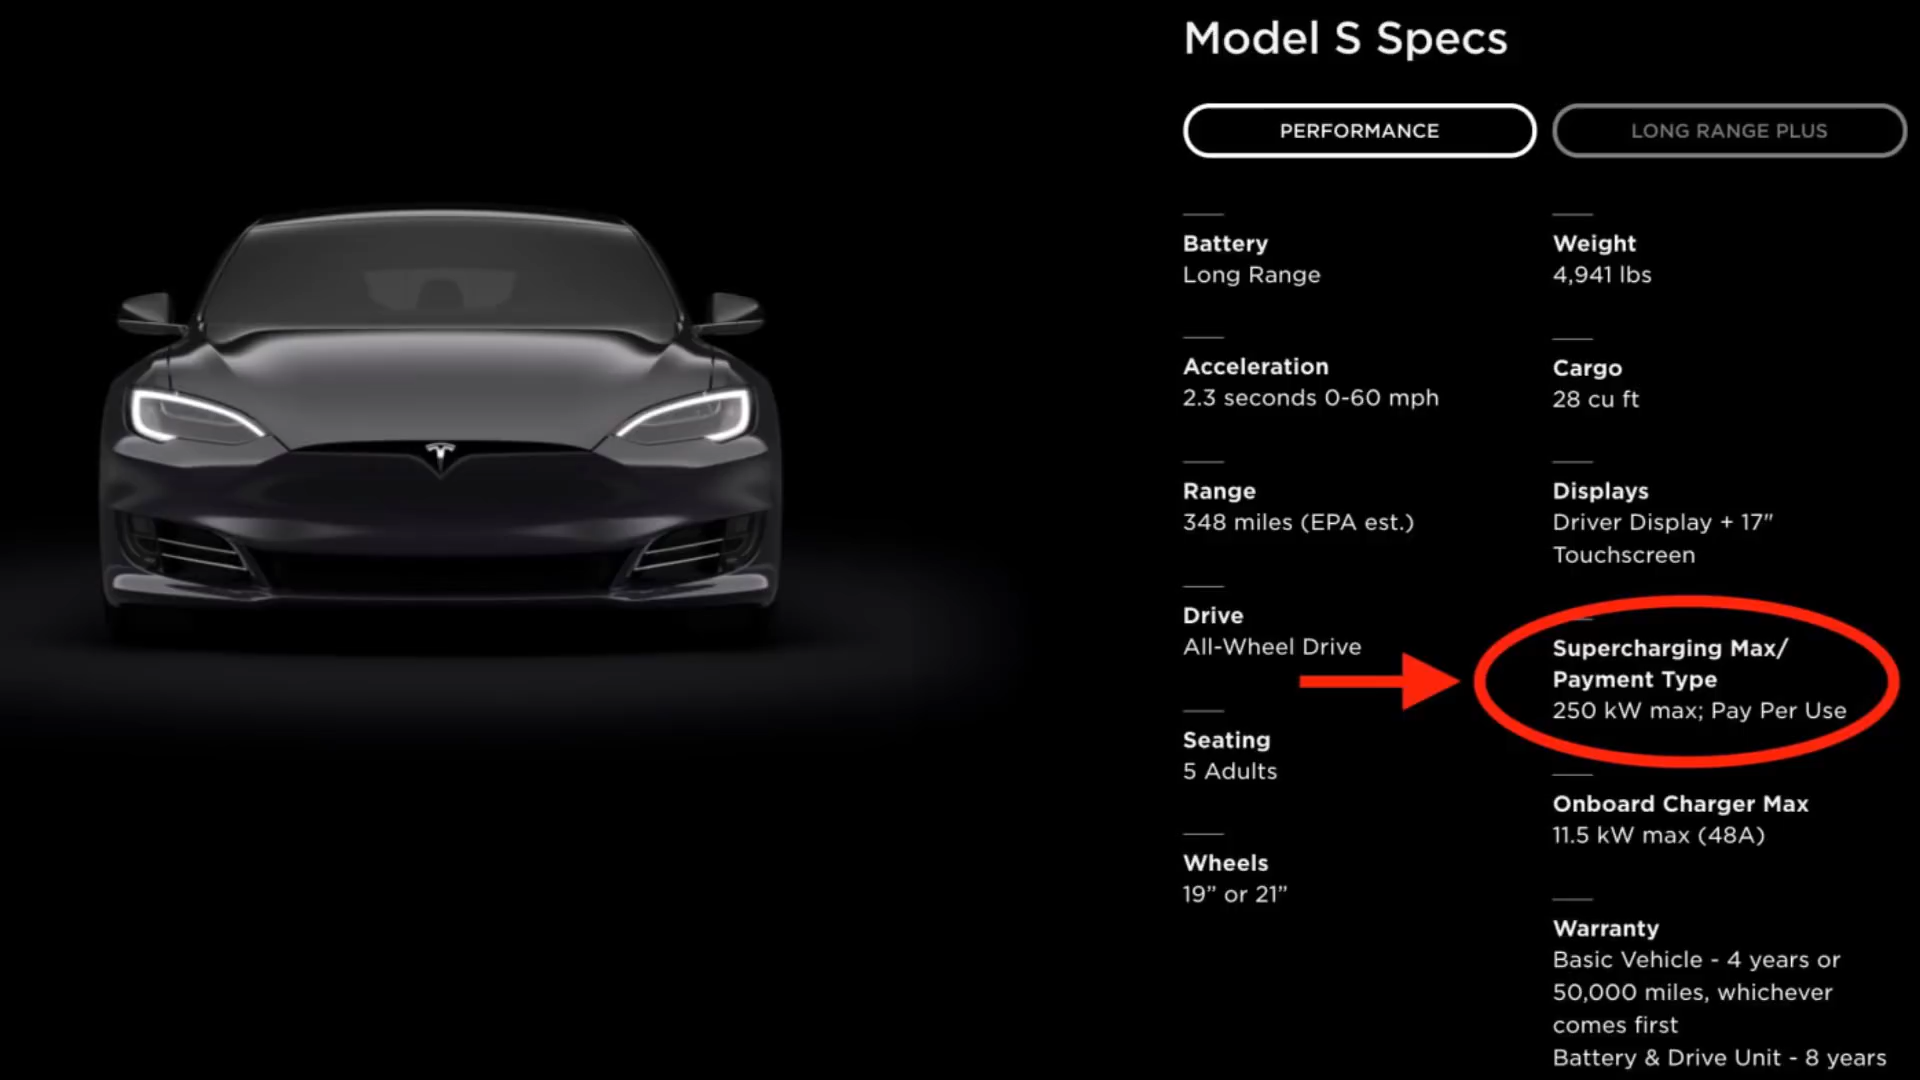 Model S Specs
PERFORMANCE
LONG RANGE PLUS
Battery
Long Range
Acceleration
2.3 seconds 0-60 mph
Range
348 miles (EPA est.)
Drive
All-Wheel Drive
Seating
5 Adults
Wheels
19” or 21”
Weight
4,941 lbs
Cargo
28 cu ft
Displays
Driver Display + 17"
Touchscreen
Supercharging Max/
Payment Type
250 kW max; Pay Per Use
Onboard Charger Max
11.5 kW max (48A)
Warranty
Basic Vehicle - 4 years or
50,000 miles, whichever
comes first
Battery & Drive Unit - 8 years